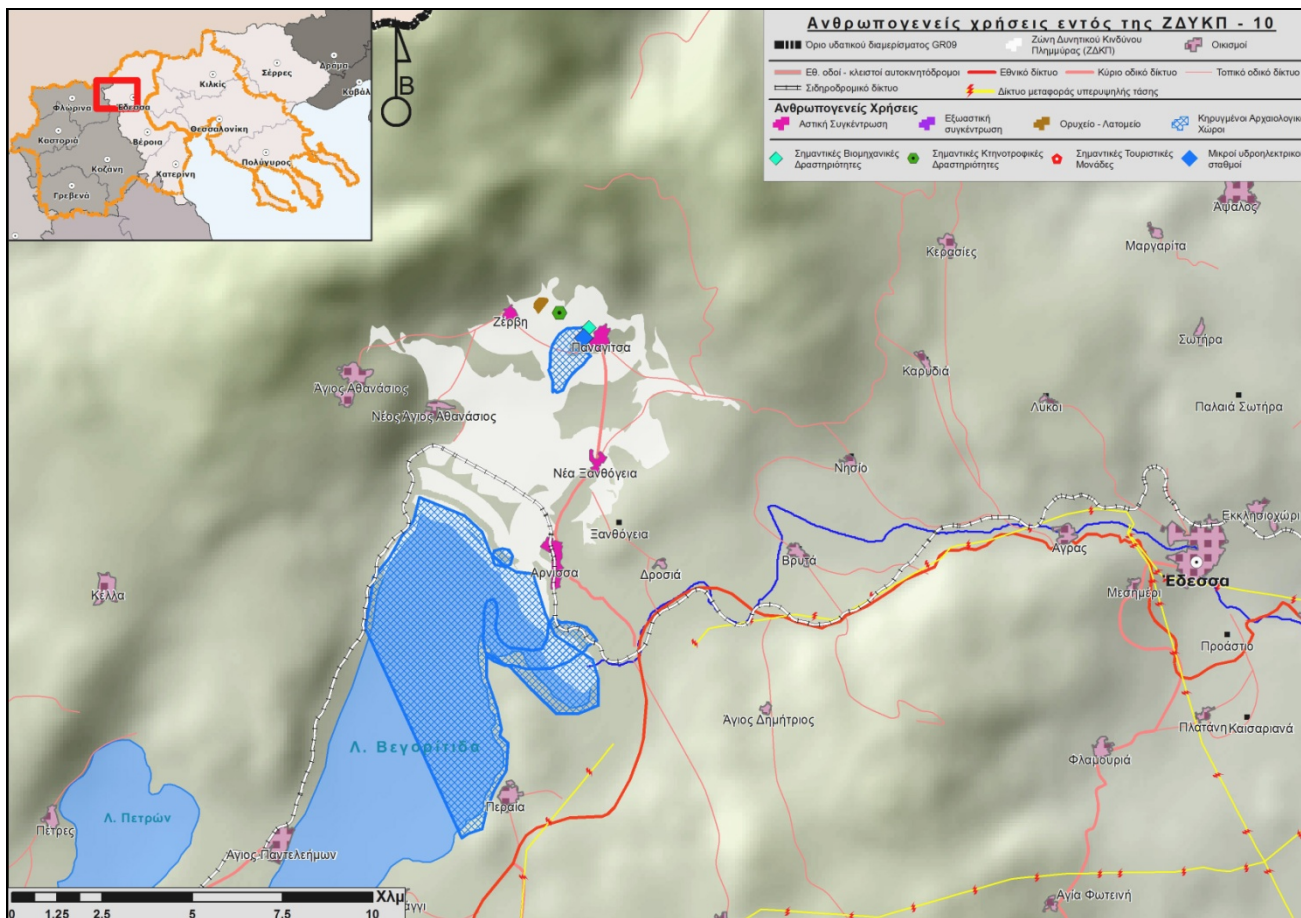 Ανθρωπογενείς χρήσεις εντός της ΖΔΥΚΠ - 10
Όριο υδατικού διαμερίσματος GR09
Ζώνη Δυνητικού Κινδύνου
Πλημμύρας (ΖΔΚΠ)
Οικισμοί
Εθ. οδοί - κλειστοί αυτοκινητόδρομοι
Εθνικό δίκτυο
Κύριο οδικό δίκτυο
Τοπικό οδικό δίκτυο
Σιδηροδρομικό δίκτυο
Δίκτυο μεταφοράς υπερυψηλής τάσης
Ανθρωπογενείς Χρήσεις
Αστική Συγκέντρωση
Εξωαστική
συγκέντρωση
Ορυχείο - Λατομείο
Κηρυγμένοι Αρχαιολογικο
Χώροι
Σημαντικές Βιομηχανικές
Δραστηριότητες
Σημαντικές Κτηνοτροφικές
Δραστηριότητες
Σημαντικές Τουριστικές
Μονάδες
Μικροί υδροηλεκτρικο
σταθμοί
Β
Δράμα
Καβάλ
Σέρρες
Κιλκίς
Έδεσσα
Φλώρινα
Θεσσαλονίκη
Καστοριά
Βέροια
Κοζάνη
Πολύγυρος
Κατερίνη
Γρεβενά
Άψαλος
Μαργαρίτα
Κερασιές
Ζέρβη
Παναγίτσα
Σωτήρα
Καρυδιά
Άγιος Αθανάσιος
Νέος Άγιος Αθανάσιος
Λύκοι
Παλαιά Σωτήρα
Νέα Ξανθόγεια
Νησίο
Εκκλησιοχώρι
Ξανθόγεια
Άγρας
Βρυτά
Άρνισσα
Δροσιά
Έδεσσα
Κέλλα
Μεσημέρι
Προάστιο
Άγιος Δημήτριος
Πλατάνη
Καισαριανά
Λ. Βεγορίτιδα
Φλαμουριά
Περαία
Λ. Πετρών
Πέτρες
Άγιος Παντελεήμων
Αγία Φωτεινή
άγγι
Χλμ
0 1.25 2.5 5 7.5 10